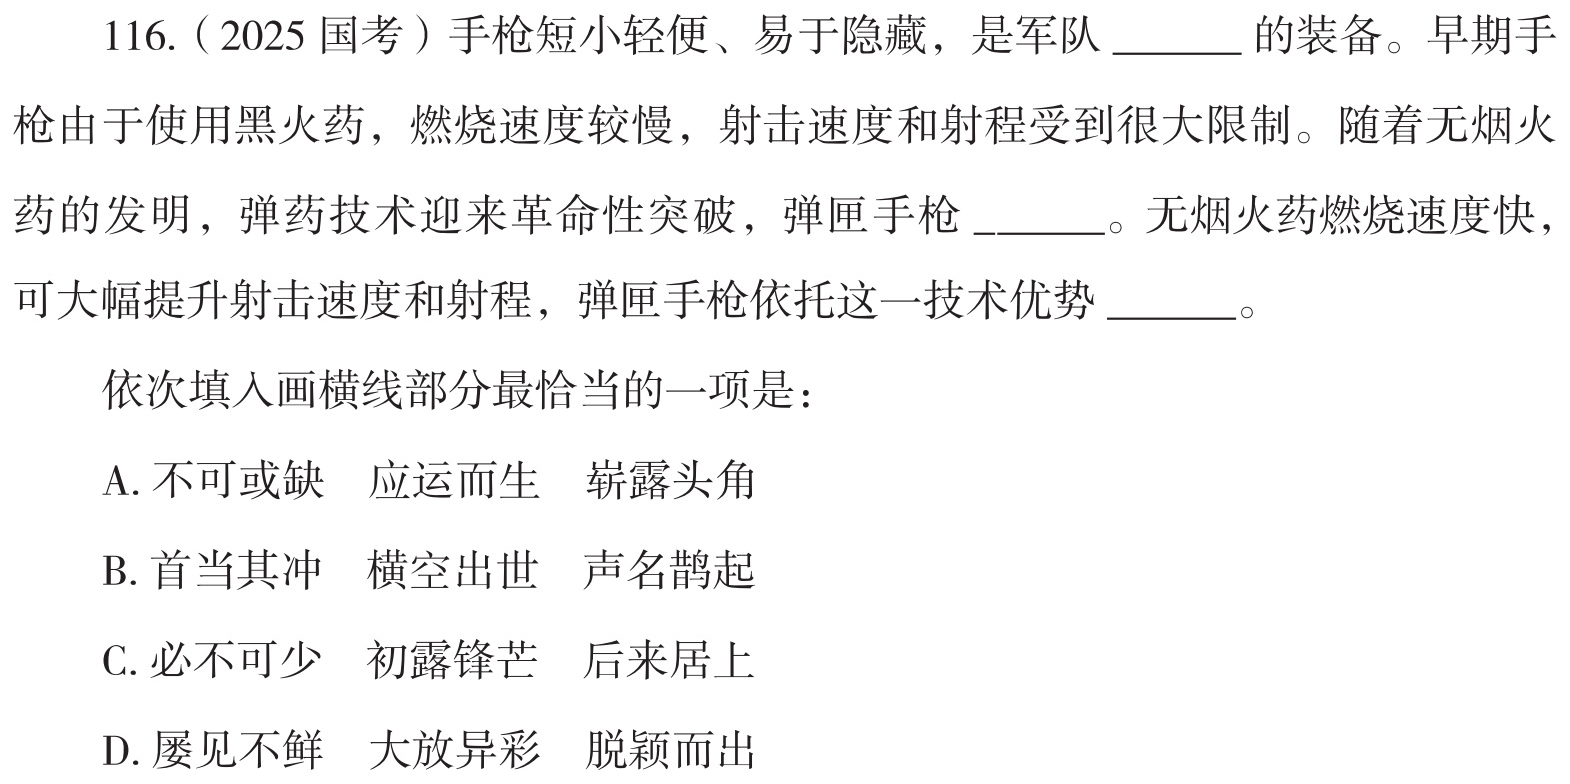 116.（2025 国考）手枪短小轻便、易于隐藏，是军队 ______ 的装备。早期手
枪由于使用黑火药，燃烧速度较慢，射击速度和射程受到很大限制。随着无烟火
药的发明，弹药技术迎来革命性突破，弹匣手枪 ______。无烟火药燃烧速度快，
可大幅提升射击速度和射程，弹匣手枪依托这一技术优势 ______。
依次填入画横线部分最恰当的一项是：
A. 不可或缺　应运而生　崭露头角
B. 首当其冲　横空出世　声名鹊起
C. 必不可少　初露锋芒　后来居上
D. 屡见不鲜　大放异彩　脱颖而出